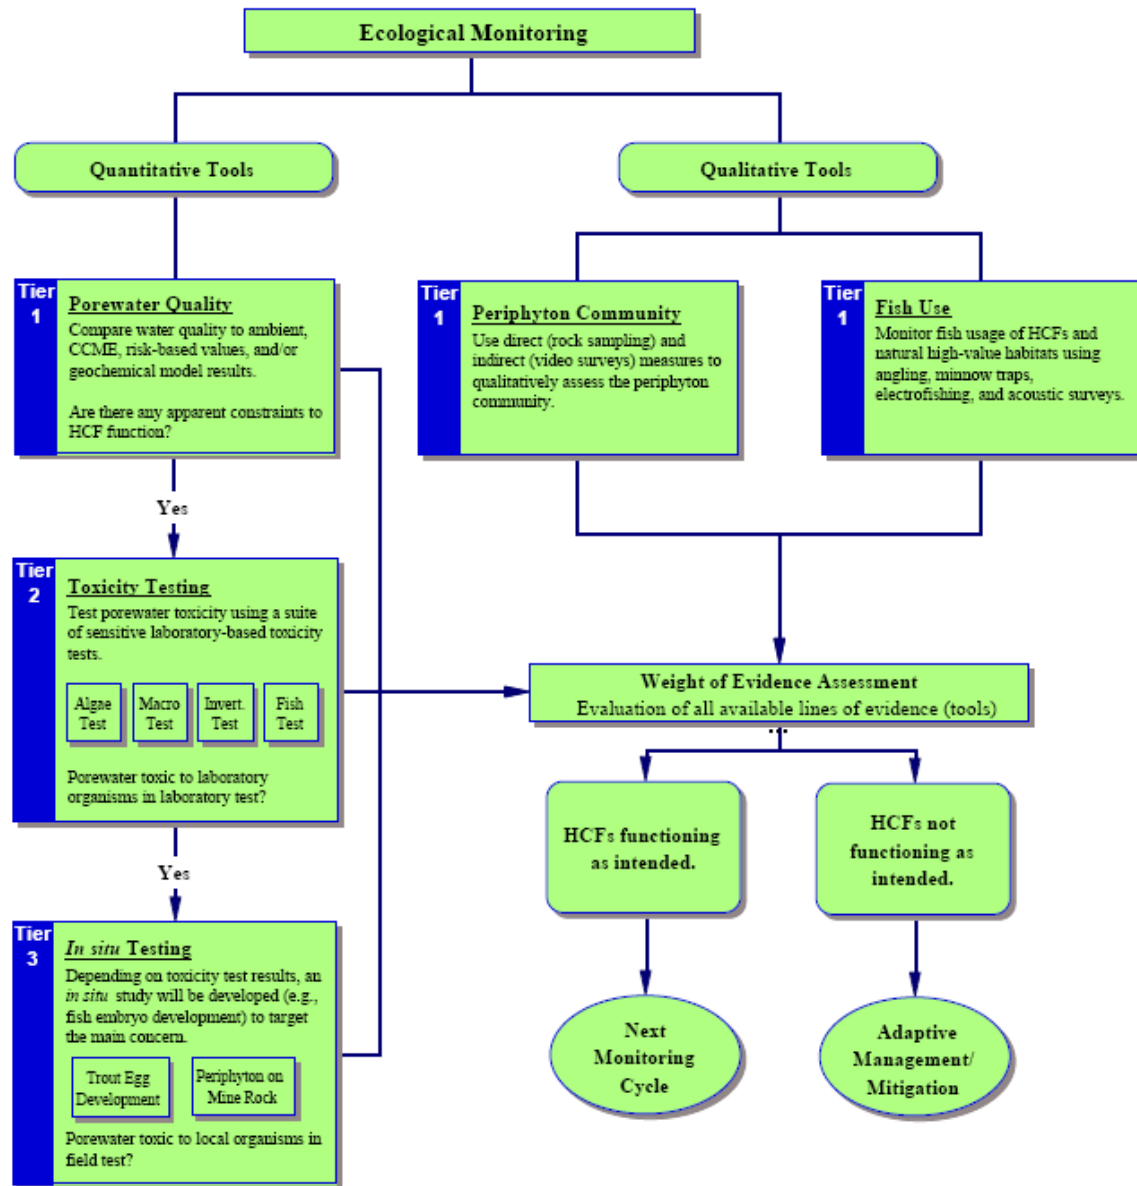 Ecological Monitoring
Quantitative Tools
Qualitative Tools
Tier
1
Porewater Quality
Compare water quality to ambient,
CCME, risk-based values, and/or
geochemical model results.
Are there any apparent constraints to
HCF function?
Tier
1
Periphyton Community
Use direct (rock sampling) and
indirect (video surveys) measures to
qualitatively assess the periphyton
community.
Tier
1
Fish Use
Monitor fish usage of HCFs and
natural high-value habitats using
angling, minnow traps,
electrofishing, and acoustic surveys.
Yes
Tier
2
Toxicity Testing
Test porewater toxicity using a suite
of sensitive laboratory-based toxicity
tests.
Algae
Test
Macro
Test
Invert.
Test
Fish
Test
Porewater toxic to laboratory
organisms in laboratory test?
Weight of Evidence Assessment
Evaluation of all available lines of evidence (tools)
...
HCFs functioning
as intended.
HCFs not
functioning as
intended.
Yes
Tier
3
In situ Testing
Depending on toxicity test results, an
in situ study will be developed (e.g.,
fish embryo development) to target
the main concern.
Trout Egg
Development
Periphyton on
Mine Rock
Porewater toxic to local organisms in
field test?
Next
Monitoring
Cycle
Adaptive
Management/
Mitigation